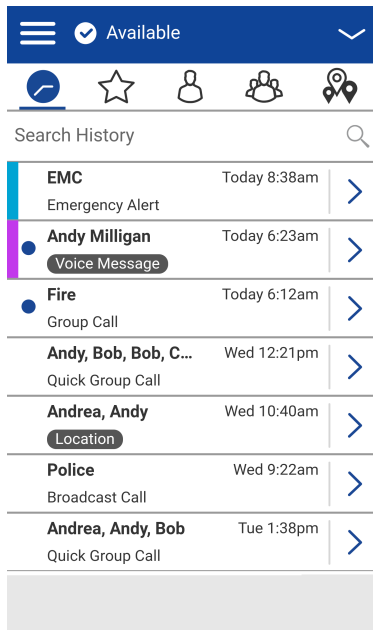 Available
Search History
EMC Today 8:38am
Emergency Alert
Andy Milligan Today 6:23am
Voice Message
Fire Today 6:12am
Group Call
Andy, Bob, Bob, C... Wed 12:21pm
Quick Group Call
Andrea, Andy Wed 10:40am
Location
Police Wed 9:22am
Broadcast Call
Andrea, Andy, Bob Tue 1:38pm
Quick Group Call